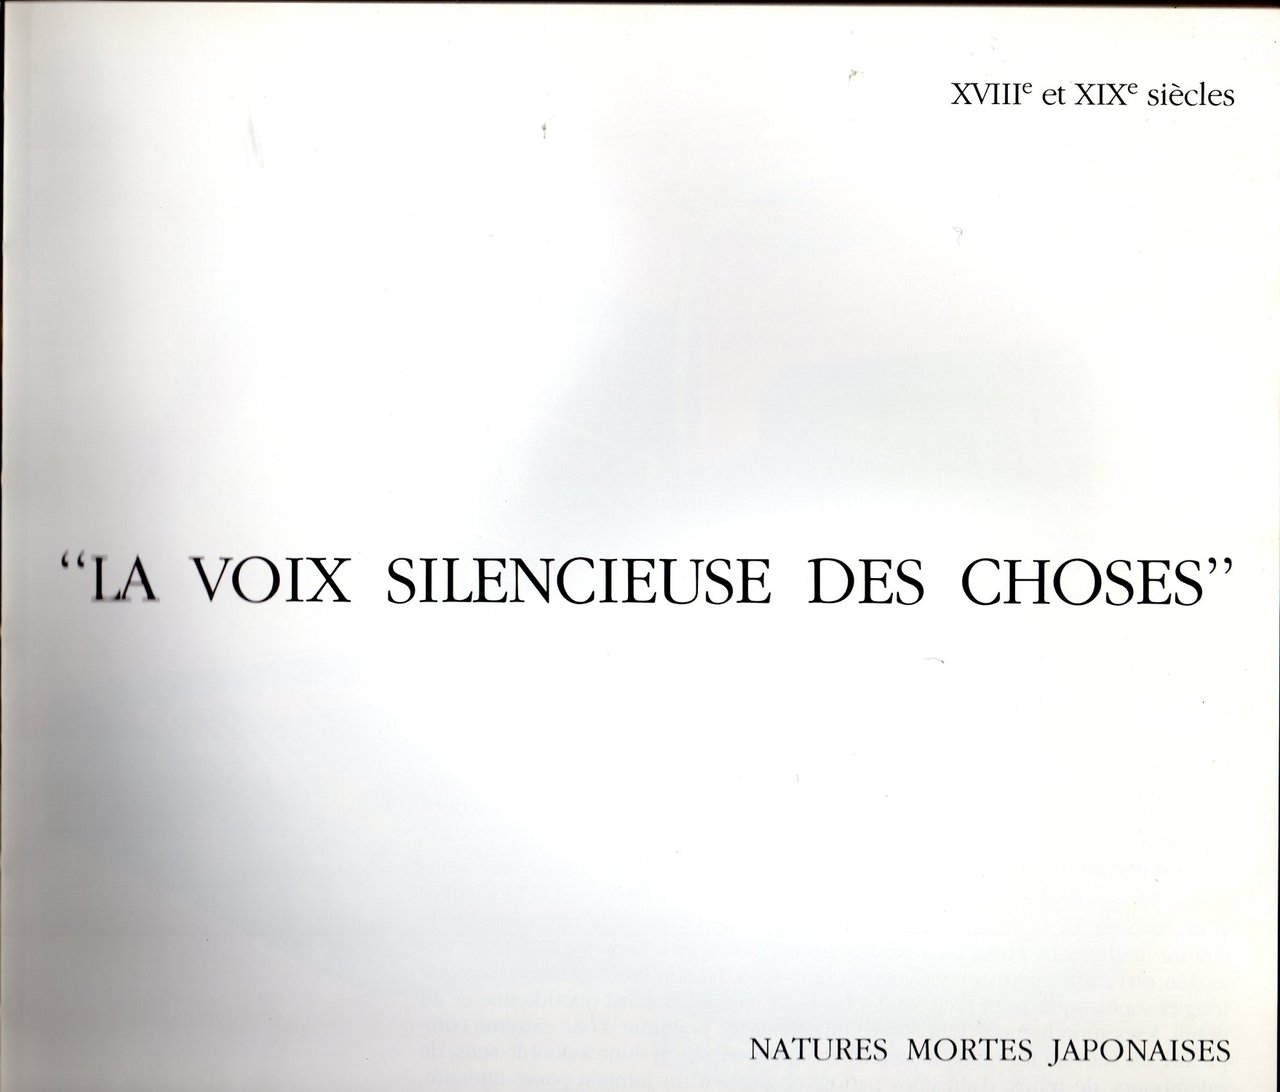 XVIIIe et XIXe siècles
“LA VOIX SILENCIEUSE DES CHOSES”
NATURES MORTES JAPONAISES